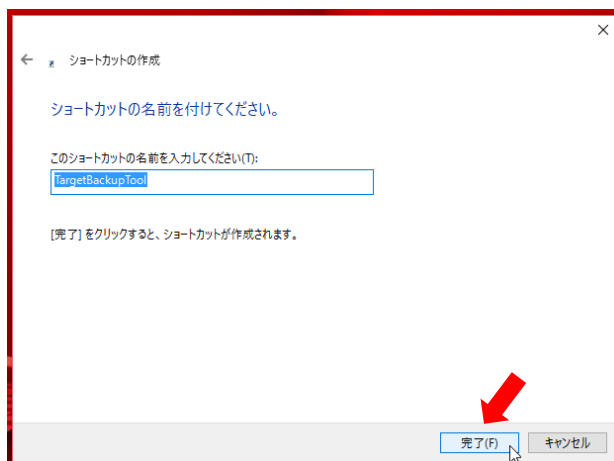 ショートカットの作成
ショートカットの名前を付けてください。
このショートカットの名前を入力してください(T):
TargetBackupTool
[完了] をクリックすると、ショートカットが作成されます。
完了(F)
キャンセル